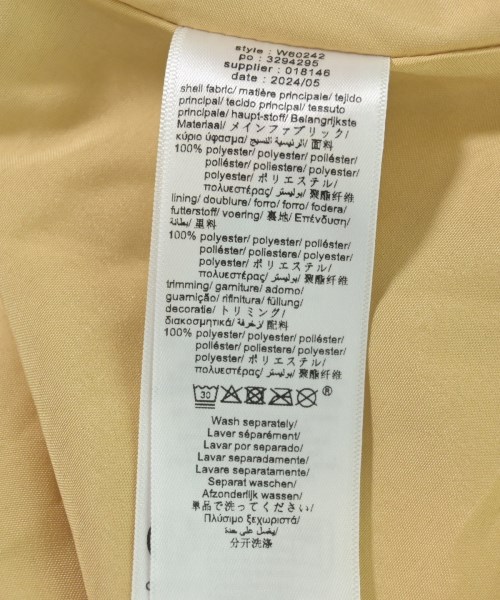 style : W80242
po : 3294295
supplier : 018146
date : 2024/05
shell fabric/ matière principale/ tejido
principal/ tecido principal/ tessuto
principale/ haupt-stoff/ Belangrijkste
Materiaal/ メインファブリック/
κύριο ύφασμα/ الرئيسية النسيج/ 面料
100% polyester/ polyester/ poliéster/
poliéster/ poliestere/ polyester/
polyester/ ポリエステル/
πολυεστέρας/ بوليستر/ 聚酯纤维
lining/ doublure/ forro/ forro/ fodera/
futterstoff/ voering/ 裏地/ Επένδυση/
بطانة/ 里料
100% polyester/ polyester/ poliéster/
poliéster/ poliestere/ polyester/
polyester/ ポリエステル/
πολυεστέρας/ بوليستر/ 聚酯纤维
trimming/ garniture/ adorno/
guarnição/ rifinitura/ füllung/
decoratie/ トリミング/
διακοσμητικά/ زخرفة/ 配料
100% polyester/ polyester/ poliéster/
poliéster/ poliestere/ polyester/
polyester/ ポリエステル/
πολυεστέρας/ بوليستر/ 聚酯纤维
30 ®
Wash separately/
Laver séparément/
Lavar por separado/
Lavar separadamente/
Lavare separatamente/
Separat waschen/
Afzonderlijk wassen/
単品で洗ってください/
Πλύσιμο ξεχωριστά/
يغسل على حدة/
分开洗涤